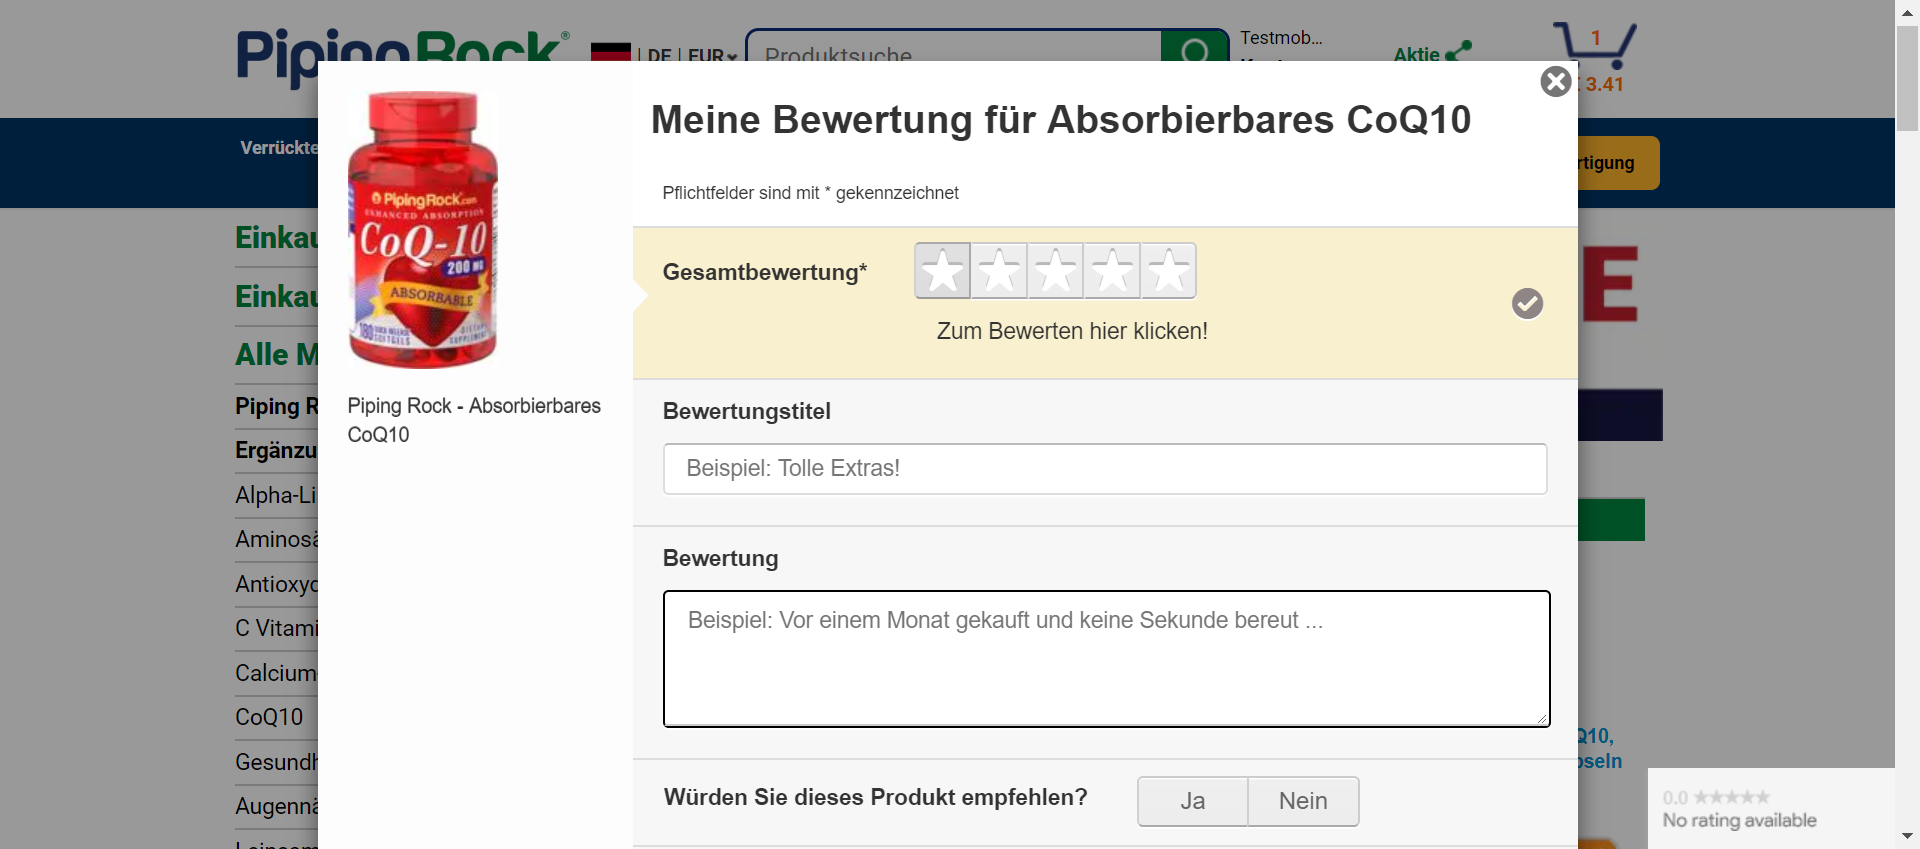 PipingRock®
| DE | EUR
Produktsuche
Testmob...
Aktie
1
3.41
Verrückte
rtigung
Meine Bewertung für Absorbierbares CoQ10
Pflichtfelder sind mit * gekennzeichnet
PipingRock.com
ENHANCED ABSORPTION
CoQ-10
200 MG
ABSORBABLE
180 QUICK RELEASE SOFTGELS
DIETARY SUPPLEMENT
Piping Rock - Absorbierbares
CoQ10
Gesamtbewertung*
Zum Bewerten hier klicken!
Bewertungstitel
Beispiel: Tolle Extras!
Bewertung
Beispiel: Vor einem Monat gekauft und keine Sekunde bereut ...
Würden Sie dieses Produkt empfehlen?
Ja
Nein
Einkau
Einkau
Alle M
Piping R
Ergänzu
Alpha-Li
Aminosä
Antioxyd
C Vitami
Calcium-
CoQ10
Gesundh
Augennä
E
Q10,
pseln
0.0
No rating available